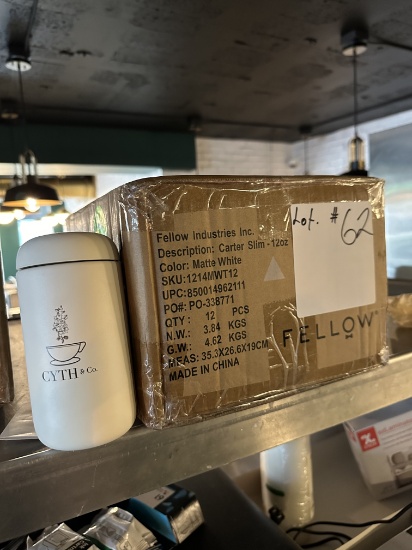 Lot. # 62
Fellow Industries Inc.
Description: Carter Slim - 12oz
Color: Matte White
SKU:1214MWT12
UPC:850014962111
PO#: PO-338771
QTY : 12 PCS
N.W.: 3.84 KGS
G.W.: 4.62 KGS
MEAS: 35.3X26.6X19CM
MADE IN CHINA
FELLOW
CYTH & Co.